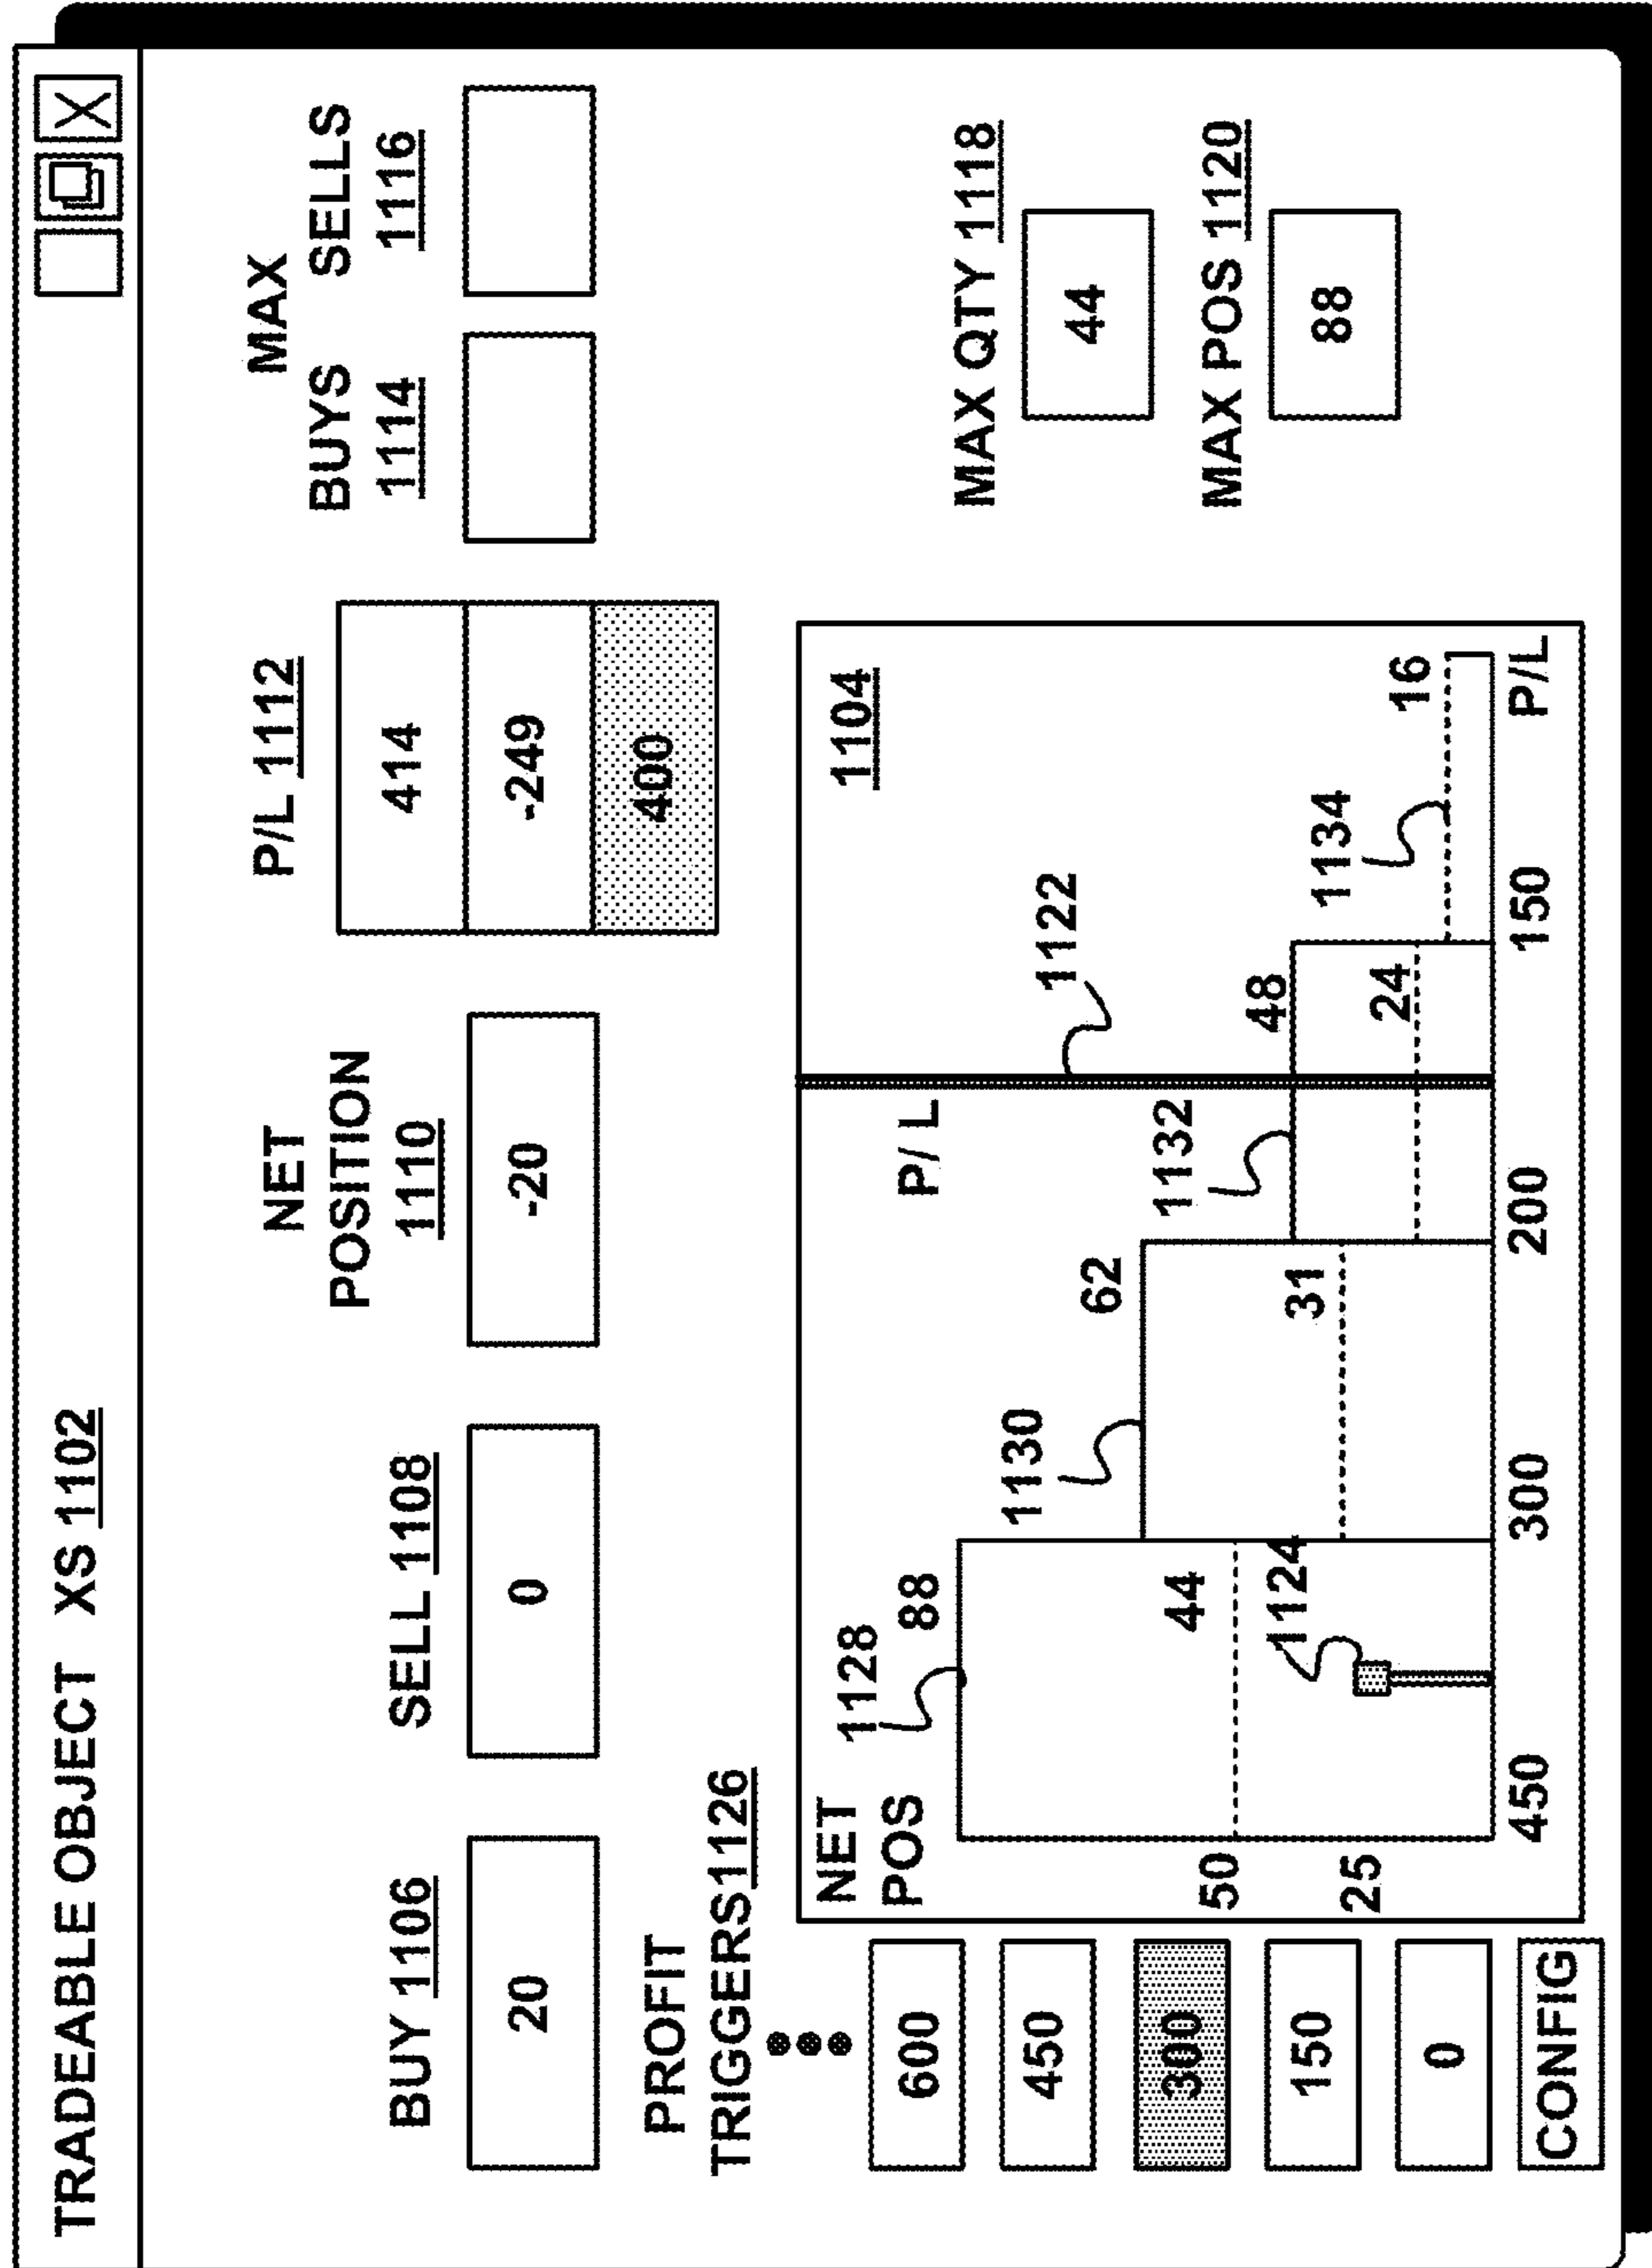 TRADEABLE OBJECT XS 1102
X
MAX
BUY 1106
SELL 1108
NET
POSITION
1110
P/L 1112
BUYS
1114
SELLS
1116
20
0
-20
414
-249
400
PROFIT
TRIGGERS1126
600
450
300
150
0
CONFIG
NET
POS
1128
88
P/L
1104
1122
1130
62
1132
48
50
44
1124
31
24
1134
16
25
450
300
200
150
P/L
MAX QTY 1118
44
MAX POS 1120
88